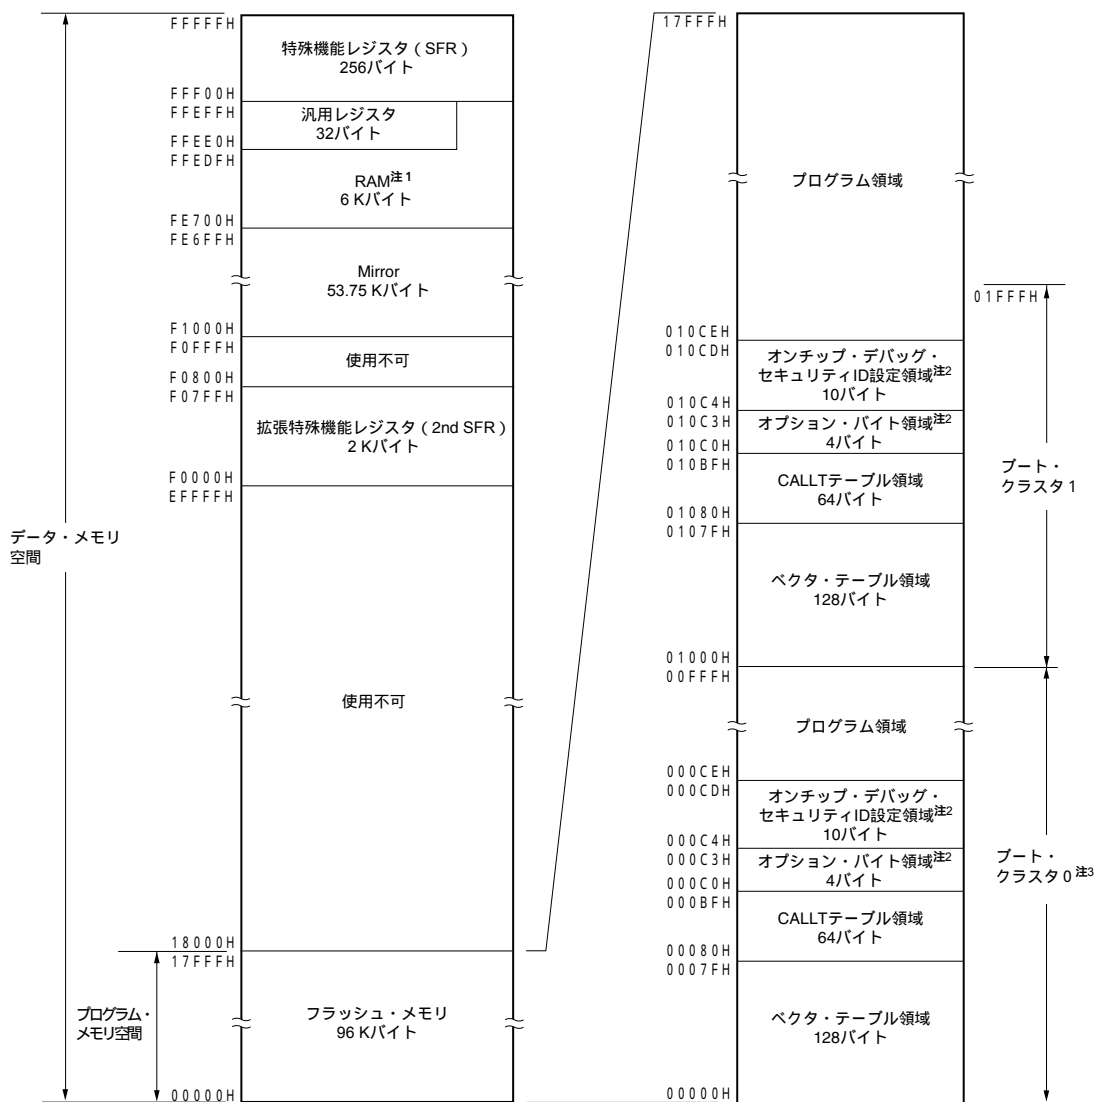 FFFFFH
特殊機能レジスタ（SFR）
256バイト
FFF00H
FFEFFH
汎用レジスタ
32バイト
FFEE0H
FFEDFH
RAM注1
6 Kバイト
FE700H
FE6FFH
Mirror
53.75 Kバイト
F1000H
F0FFFH
使用不可
F0800H
F07FFH
拡張特殊機能レジスタ（2nd SFR）
2 Kバイト
F0000H
EFFFFH
データ・メモリ
空間
使用不可
18000H
17FFFH
プログラム・
メモリ空間
フラッシュ・メモリ
96 Kバイト
00000H
17FFFH
プログラム領域
01FFFH
010CEH
010CDH
オンチップ・デバッグ・
セキュリティID設定領域注2
10バイト
010C4H
010C3H
オプション・バイト領域注2
4バイト
010C0H
010BFH
CALLTテーブル領域
64バイト
ブート・
クラスタ1
01080H
0107FH
ベクタ・テーブル領域
128バイト
01000H
00FFFH
プログラム領域
000CEH
000CDH
オンチップ・デバッグ・
セキュリティID設定領域注2
10バイト
000C4H
000C3H
オプション・バイト領域注2
4バイト
000C0H
000BFH
ブート・
クラスタ0注3
CALLTテーブル領域
64バイト
00080H
0007FH
ベクタ・テーブル領域
128バイト
00000H